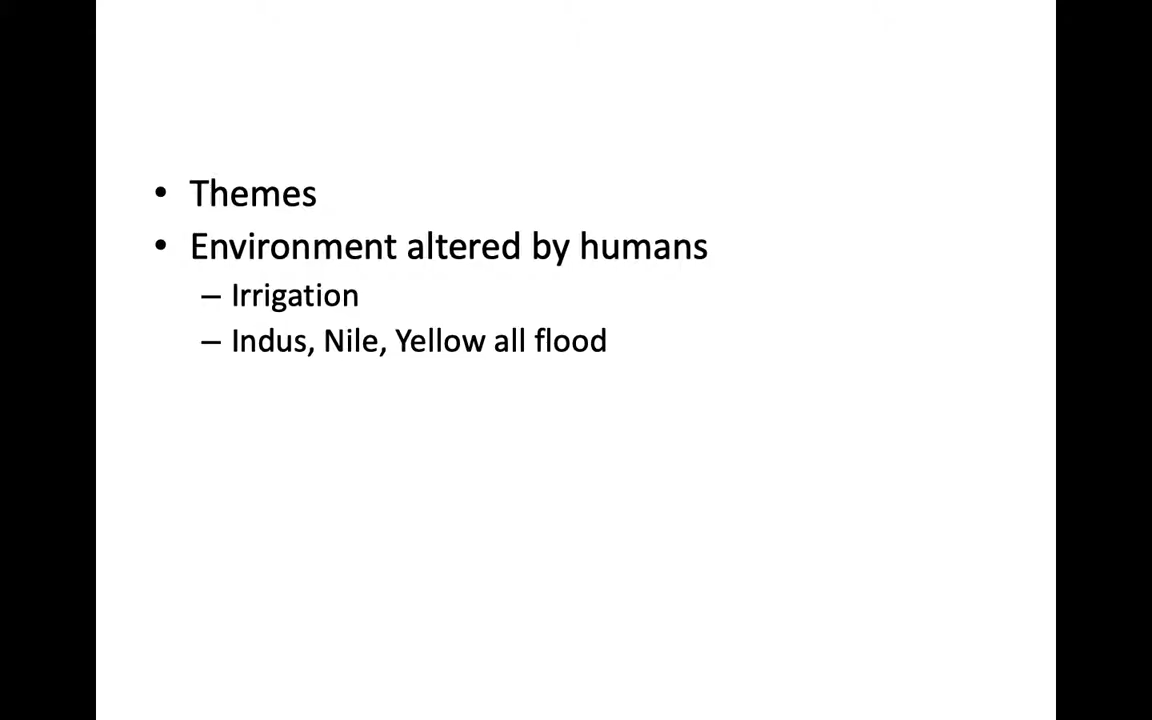 • Themes
• Environment altered by humans
– Irrigation
– Indus, Nile, Yellow all flood